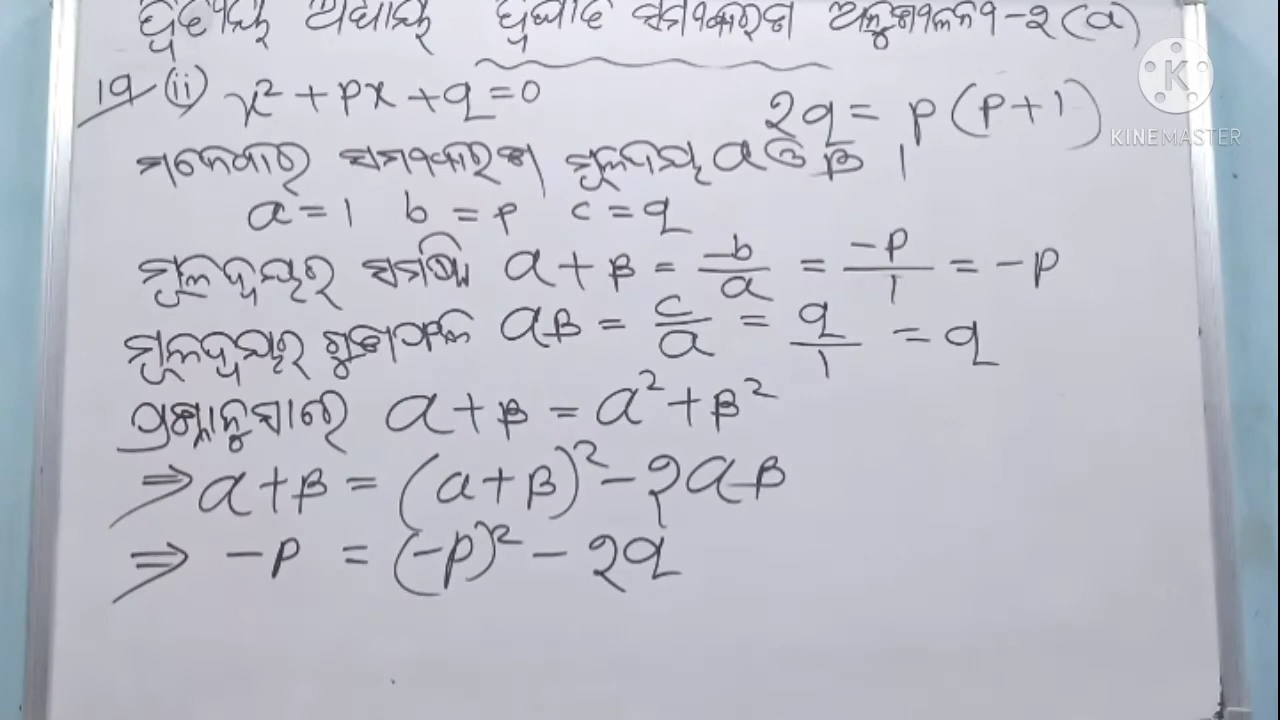 ଦ୍ୱିତୀୟ ଅଧ୍ୟାୟ ଦ୍ୱିଘାତ ସମୀକରଣ ଅନୁଶୀଳନୀ-୨(a)
19 (ii) x² + px + q = 0 2q = p(p+1)
ମନେକର ସମୀକରଣ ମୂଳଦ୍ୱୟ α ଓ β ।
a = 1 b = p c = q
ମୂଳଦ୍ୱୟର ସମଷ୍ଟି α + β = -b/a = -p/1 = -p
ମୂଳଦ୍ୱୟର ଗୁଣଫଳ αβ = c/a = q/1 = q
ପ୍ରଶ୍ନାନୁସାରେ α + β = α² + β²
⇒ α + β = (α + β)² - 2αβ
⇒ -p = (-p)² - 2q
KINEMASTER